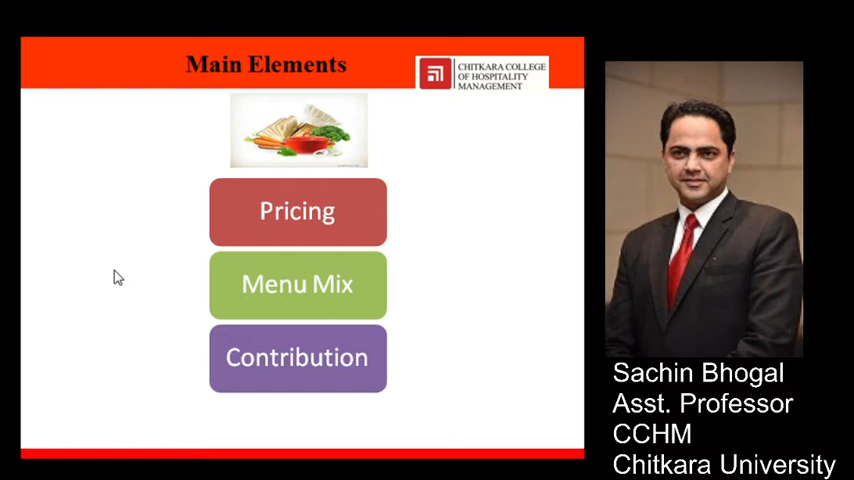 Main Elements
CHITKARA COLLEGE
OF HOSPITALITY
MANAGEMENT
Pricing
Menu Mix
Contribution
Sachin Bhogal
Asst. Professor
CCHM
Chitkara University